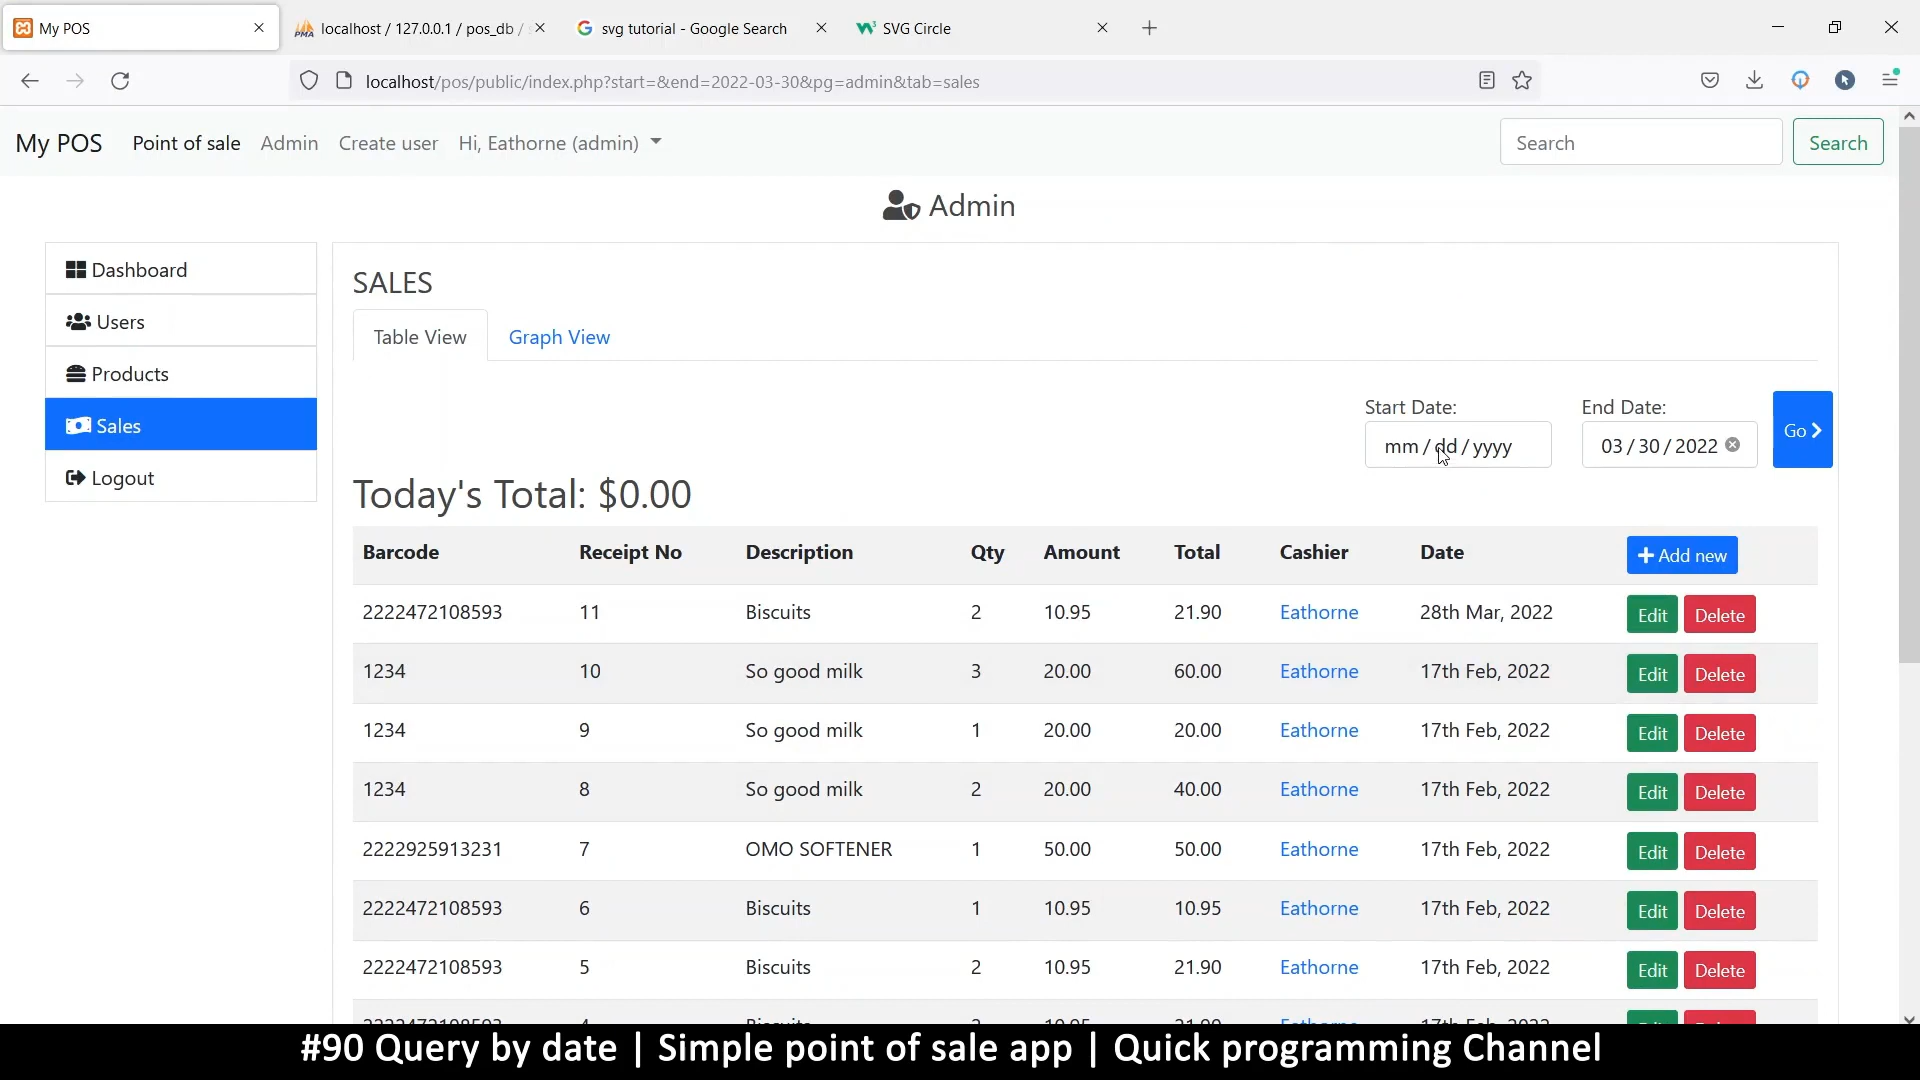 My POS
localhost / 127.0.0.1 / pos_db /
svg tutorial - Google Search
SVG Circle
localhost/pos/public/index.php?start=&end=2022-03-30&pg=admin&tab=sales
My POS Point of sale Admin Create user Hi, Eathorne (admin) Search Search
Admin
Dashboard
Users
Products
Sales
Logout
SALES
Table View Graph View
Start Date: End Date:
mm / dd / yyyy 03 / 30 / 2022 Go
Today's Total: $0.00
Barcode Receipt No Description Qty Amount Total Cashier Date Add new
2222472108593 11 Biscuits 2 10.95 21.90 Eathorne 28th Mar, 2022 Edit Delete
1234 10 So good milk 3 20.00 60.00 Eathorne 17th Feb, 2022 Edit Delete
1234 9 So good milk 1 20.00 20.00 Eathorne 17th Feb, 2022 Edit Delete
1234 8 So good milk 2 20.00 40.00 Eathorne 17th Feb, 2022 Edit Delete
2222925913231 7 OMO SOFTENER 1 50.00 50.00 Eathorne 17th Feb, 2022 Edit Delete
2222472108593 6 Biscuits 1 10.95 10.95 Eathorne 17th Feb, 2022 Edit Delete
2222472108593 5 Biscuits 2 10.95 21.90 Eathorne 17th Feb, 2022 Edit Delete
#90 Query by date | Simple point of sale app | Quick programming Channel